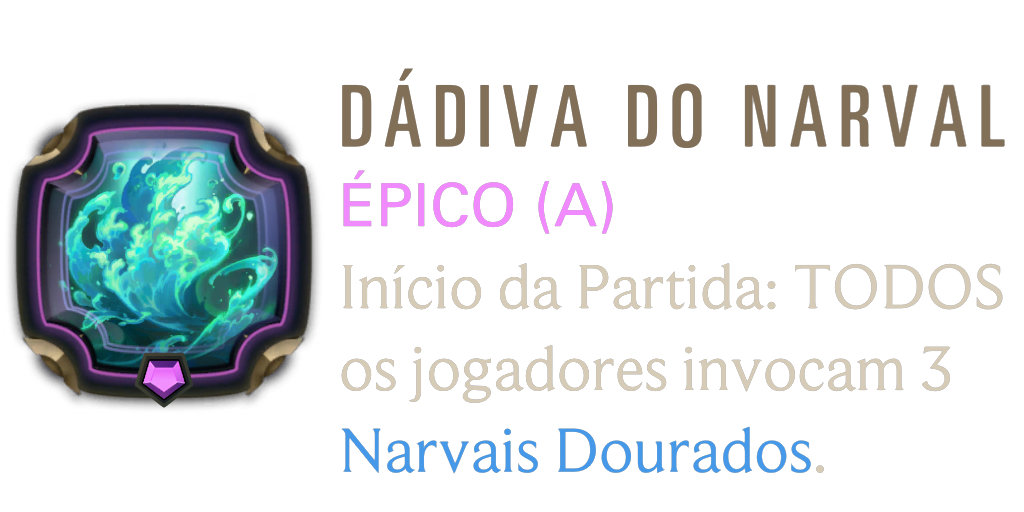 DÁDIVA DO NARVAL
ÉPICO (A)
Início da Partida: TODOS
os jogadores invocam 3
Narvais Dourados.